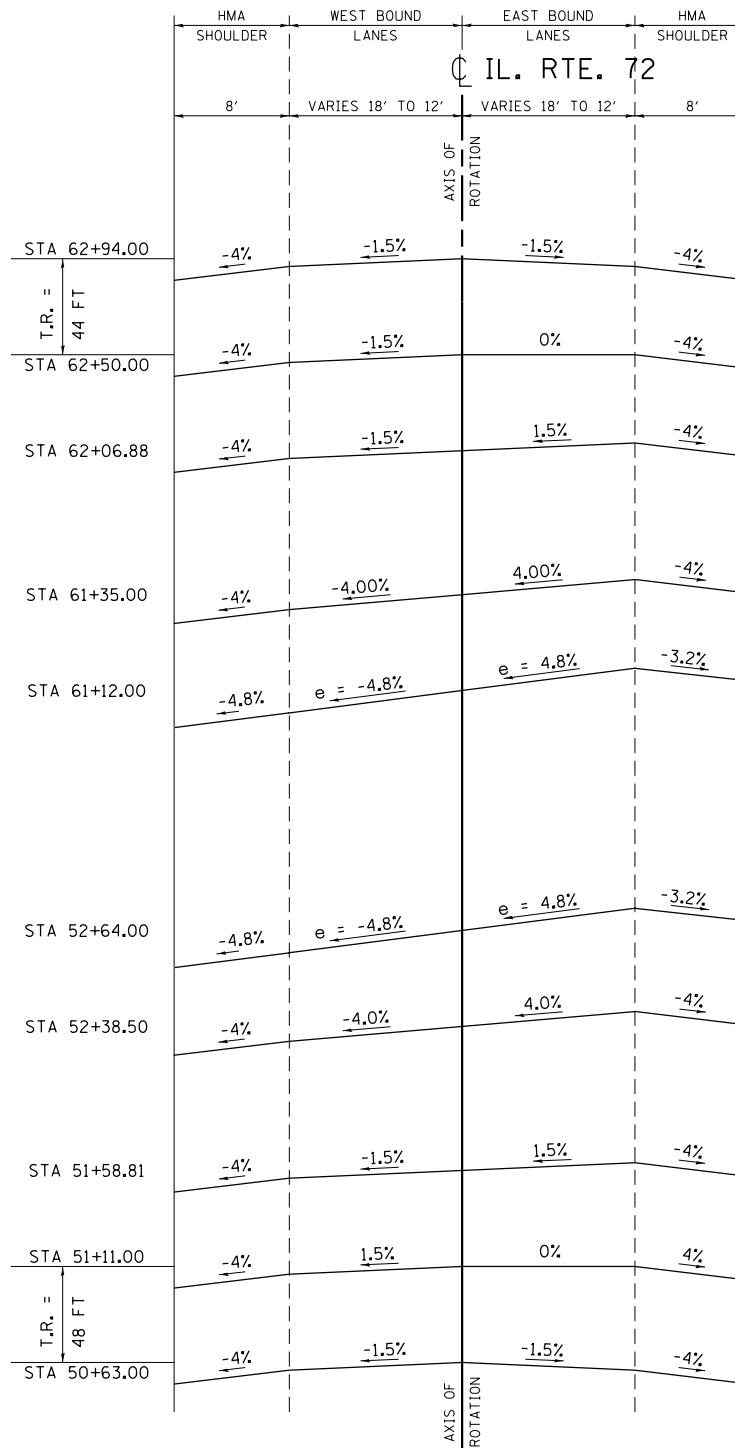 HMA WEST BOUND EAST BOUND HMA
SHOULDER LANES LANES SHOULDER
℄ IL. RTE. 72
8' VARIES 18' TO 12' VARIES 18' TO 12' 8'
AXIS OF
ROTATION
STA 62+94.00 -4% -1.5% -1.5% -4%
T.R. =
44 FT
STA 62+50.00 -4% -1.5% 0% -4%
STA 62+06.88 -4% -1.5% 1.5% -4%
STA 61+35.00 -4% -4.00% 4.00% -4%
STA 61+12.00 -4.8% e = -4.8% e = 4.8% -3.2%
STA 52+64.00 -4.8% e = -4.8% e = 4.8% -3.2%
STA 52+38.50 -4% -4.0% 4.0% -4%
STA 51+58.81 -4% -1.5% 1.5% -4%
STA 51+11.00 -4% 1.5% 0% 4%
T.R. =
48 FT
STA 50+63.00 -4% -1.5% -1.5% -4%
AXIS OF
ROTATION